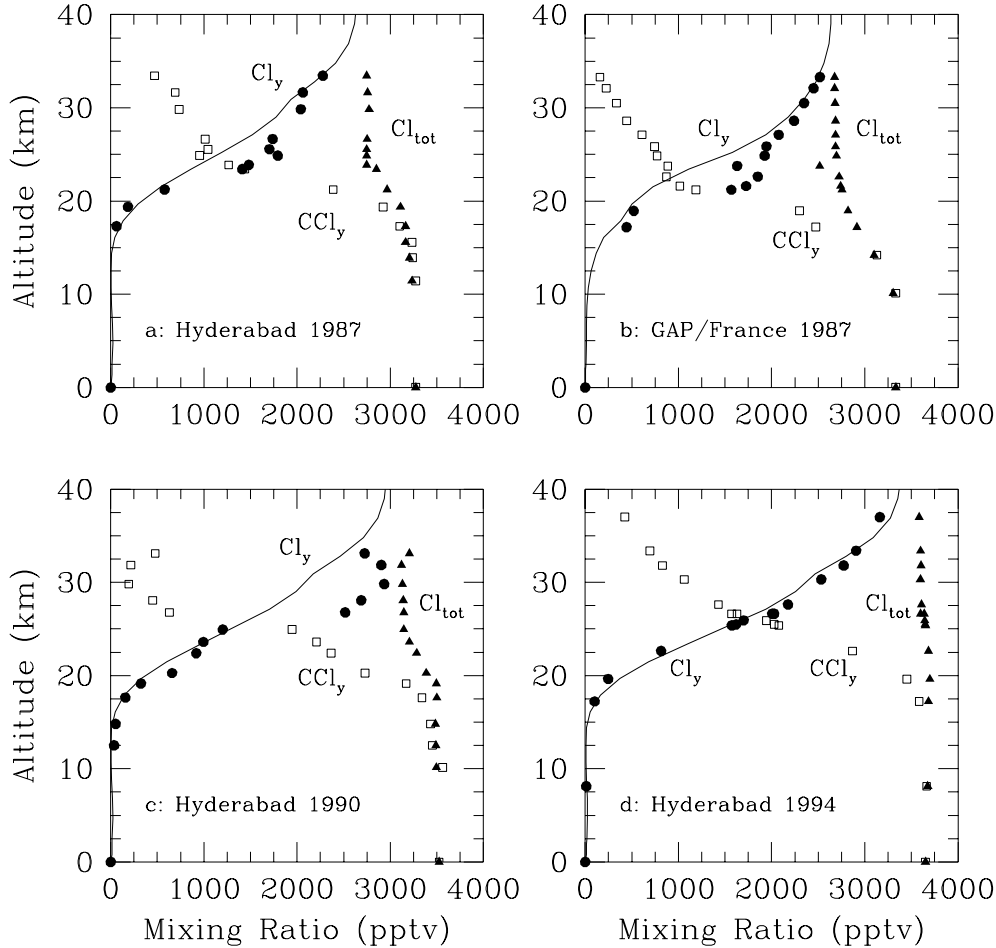 40
30
20
10
0
Altitude (km)
Cl_y
Cl_tot
CCl_y
a: Hyderabad 1987
0 1000 2000 3000 4000
40
30
20
10
0
Cl_y
Cl_tot
CCl_y
b: GAP/France 1987
0 1000 2000 3000 4000
40
30
20
10
0
Altitude (km)
Cl_y
Cl_tot
CCl_y
c: Hyderabad 1990
0 1000 2000 3000 4000
Mixing Ratio (pptv)
40
30
20
10
0
Cl_tot
Cl_y
CCl_y
d: Hyderabad 1994
0 1000 2000 3000 4000
Mixing Ratio (pptv)